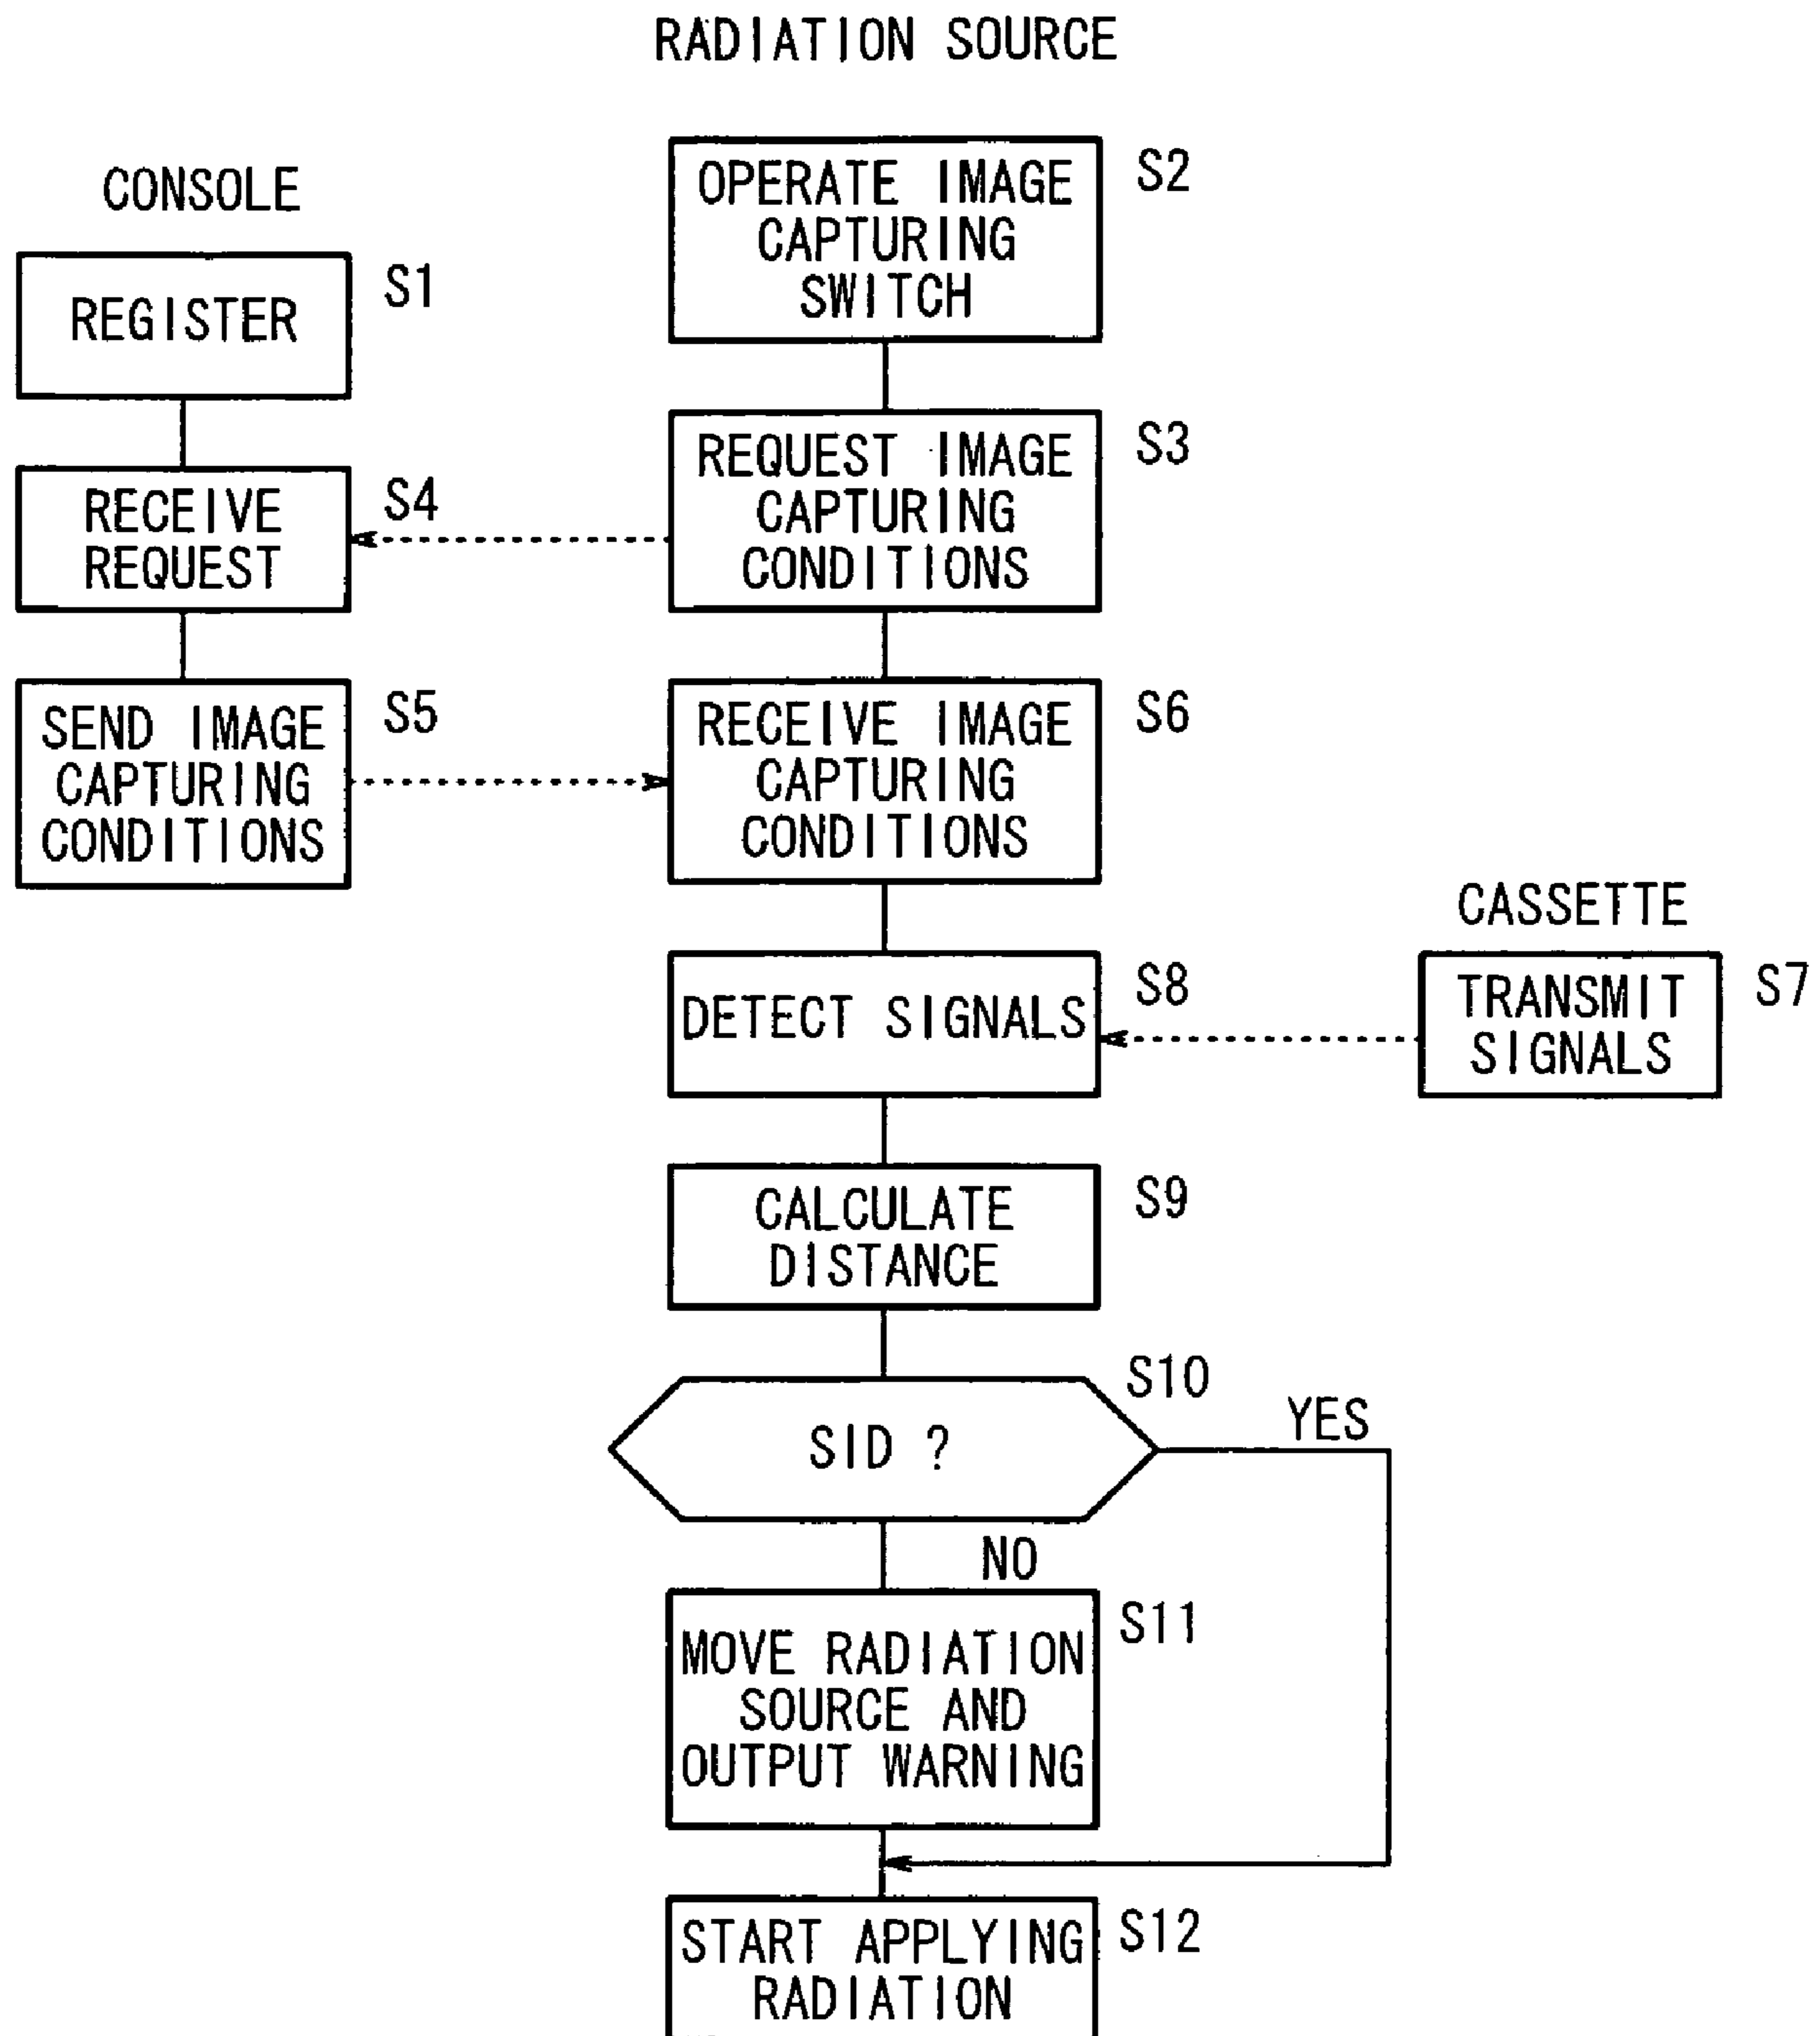 RADIATION SOURCE
CONSOLE
REGISTER
S1
OPERATE IMAGE
CAPTURING
SWITCH
S2
REQUEST IMAGE
CAPTURING
CONDITIONS
S3
RECEIVE
REQUEST
S4
SEND IMAGE
CAPTURING
CONDITIONS
S5
RECEIVE IMAGE
CAPTURING
CONDITIONS
S6
CASSETTE
TRANSMIT
SIGNALS
S7
DETECT SIGNALS
S8
CALCULATE
DISTANCE
S9
SID ?
S10
YES
NO
MOVE RADIATION
SOURCE AND
OUTPUT WARNING
S11
START APPLYING
RADIATION
S12